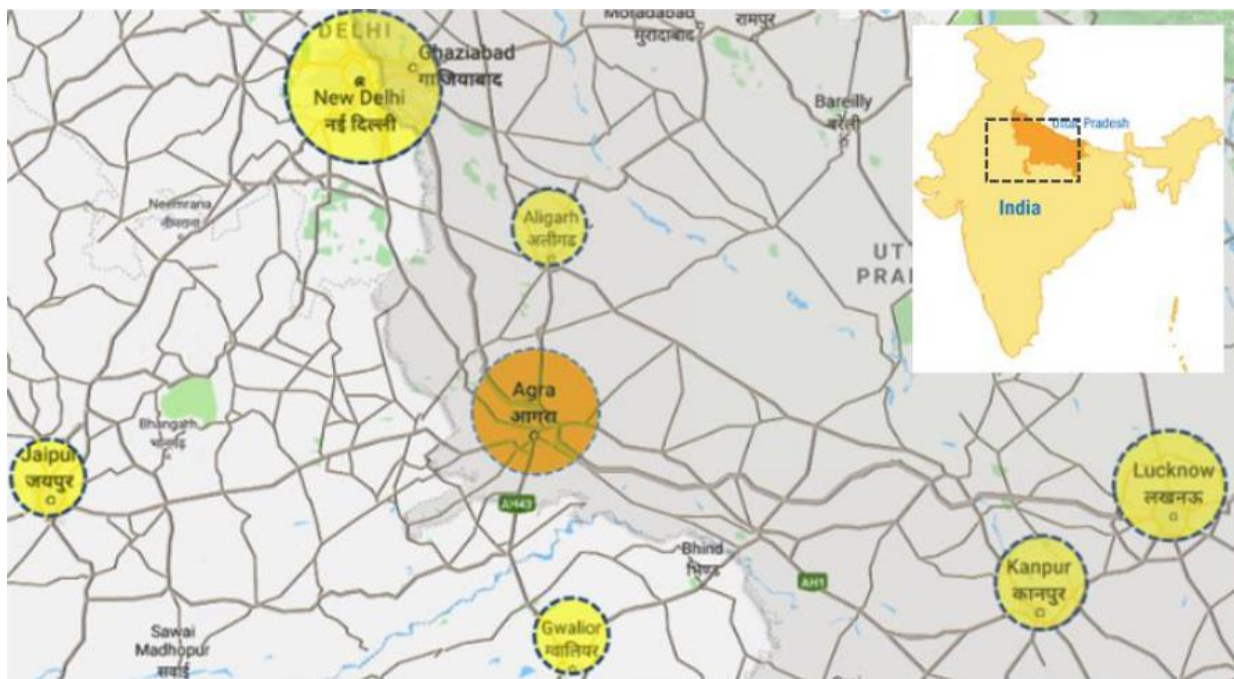 DELHI
Ghaziabad
गाज़ियाबाद
New Delhi
नई दिल्ली
Moradabad
मुरादाबाद
रामपुर
Bareilly
बरेली
Uttar Pradesh
India
Neemrana
नीमराना
Aligarh
अलीगढ
UT
PRA
Agra
आगरा
Bhangarh
Jaipur
जयपुर
Lucknow
लखनऊ
AH43
Bhind
भिण्ड
Kanpur
कानपुर
AH1
Gwalior
ग्वालियर
Sawai
Madhopur
सवाई